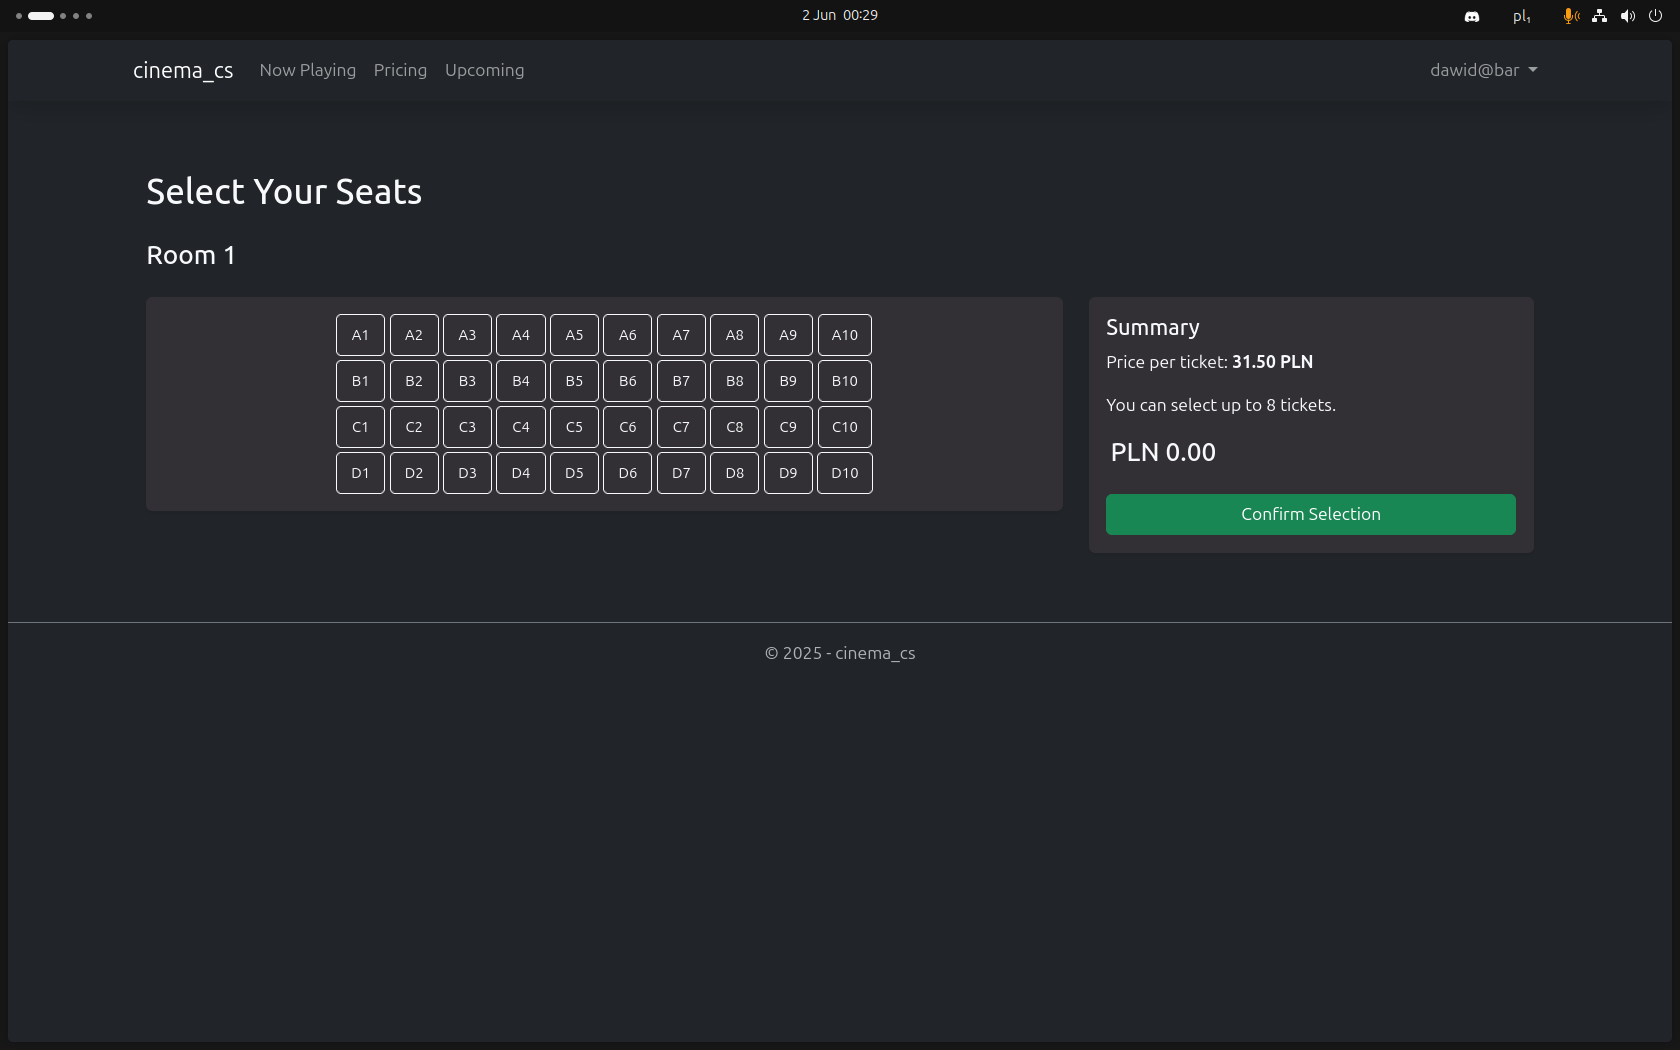 2 Jun 00:29
pl₁
cinema_cs Now Playing Pricing Upcoming dawid@bar
Select Your Seats
Room 1
A1 A2 A3 A4 A5 A6 A7 A8 A9 A10
B1 B2 B3 B4 B5 B6 B7 B8 B9 B10
C1 C2 C3 C4 C5 C6 C7 C8 C9 C10
D1 D2 D3 D4 D5 D6 D7 D8 D9 D10
Summary
Price per ticket: 31.50 PLN
You can select up to 8 tickets.
PLN 0.00
Confirm Selection
© 2025 - cinema_cs